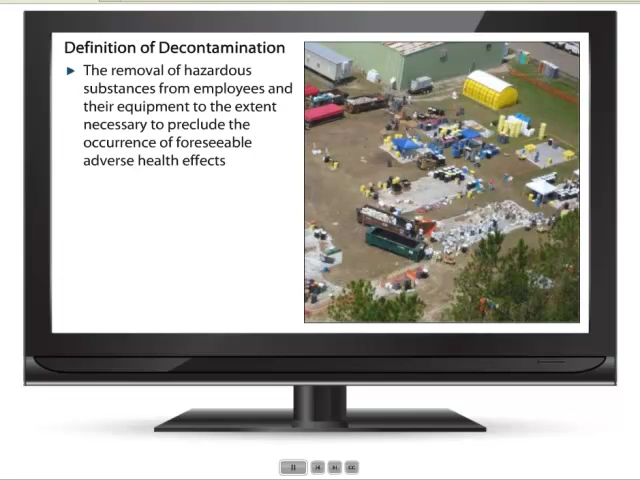 Definition of Decontamination
The removal of hazardous
substances from employees and
their equipment to the extent
necessary to preclude the
occurrence of foreseeable
adverse health effects